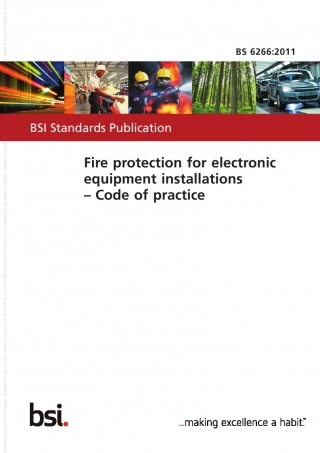 BS 6266:2011
BSI Standards Publication
Fire protection for electronic
equipment installations
– Code of practice
bsi.
...making excellence a habit.™